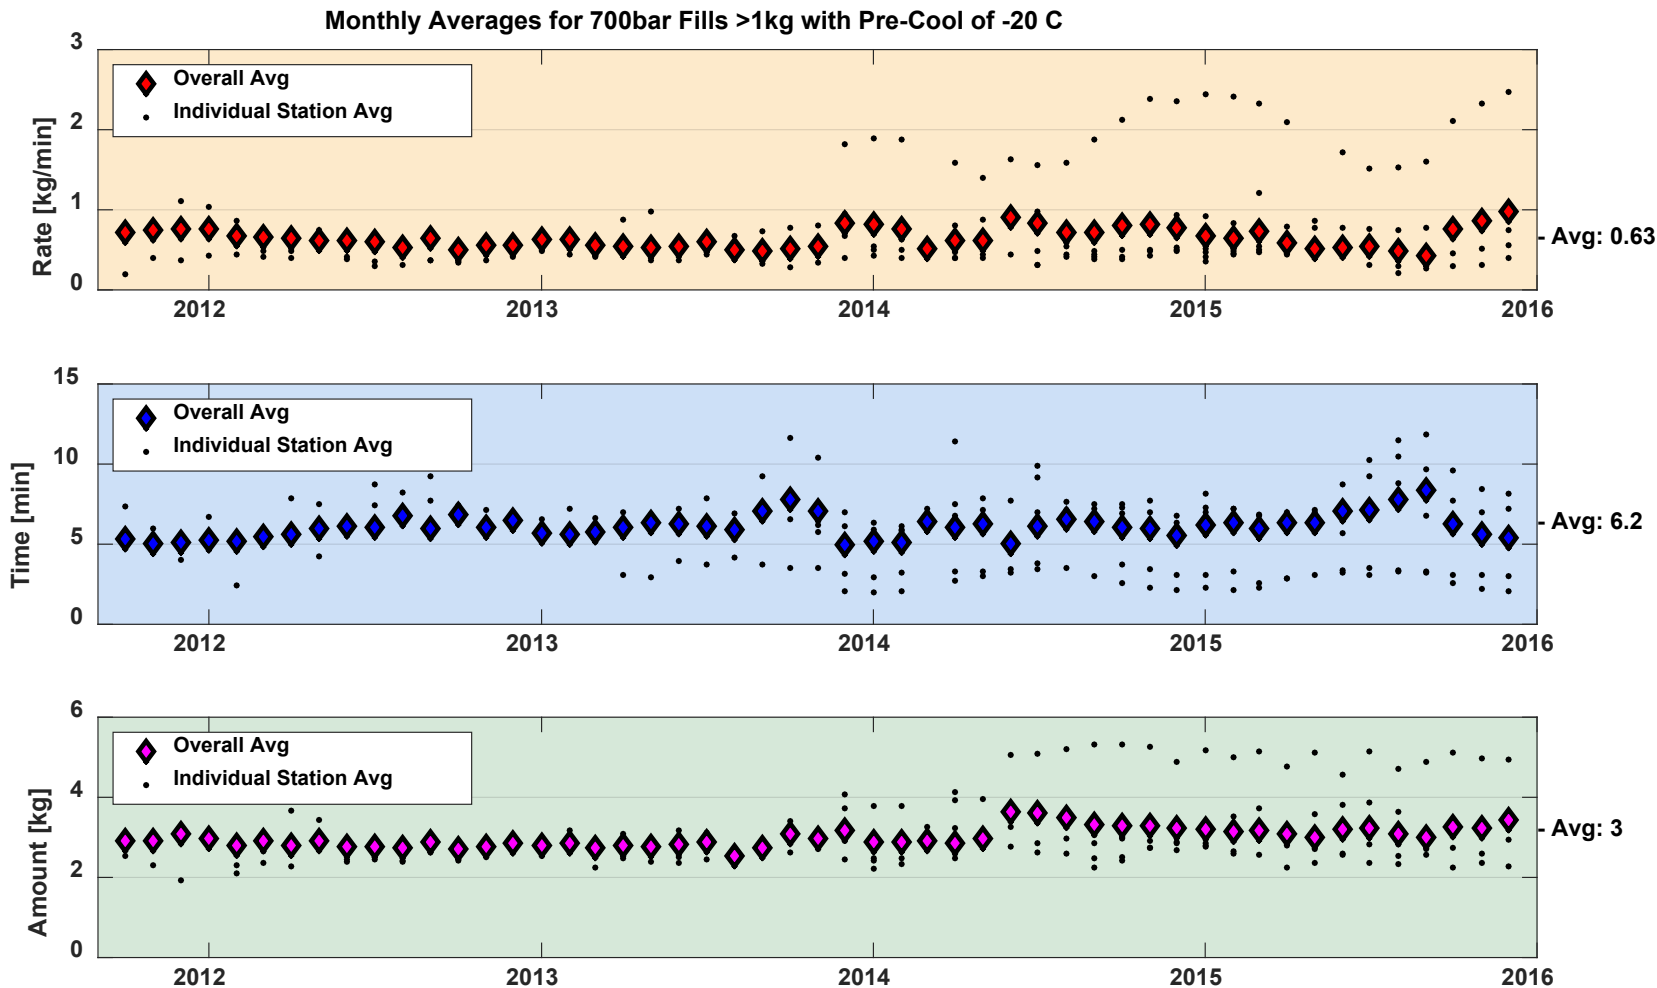 Monthly Averages for 700bar Fills >1kg with Pre-Cool of -20 C
3
2
1
0
Rate [kg/min]
Overall Avg
Individual Station Avg
Avg: 0.63
2012 2013 2014 2015 2016
15
10
5
0
Time [min]
Overall Avg
Individual Station Avg
Avg: 6.2
2012 2013 2014 2015 2016
6
4
2
0
Amount [kg]
Overall Avg
Individual Station Avg
Avg: 3
2012 2013 2014 2015 2016